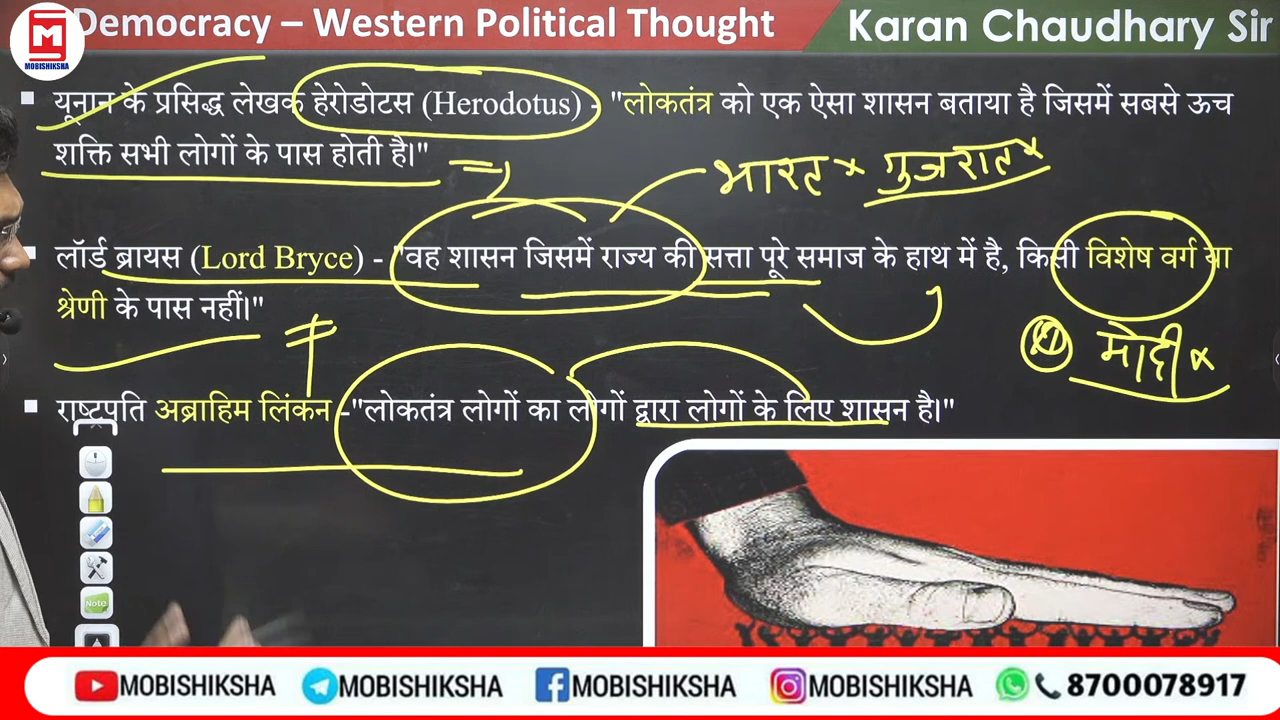 Democracy – Western Political Thought
Karan Chaudhary Sir
M
MOBISHIKSHA
यूनान के प्रसिद्ध लेखक हेरोडोटस (Herodotus) - "लोकतंत्र को एक ऐसा शासन बताया है जिसमें सबसे ऊच
शक्ति सभी लोगों के पास होती है।"
भारत × गुजरात ×
लॉर्ड ब्रायस (Lord Bryce) - "वह शासन जिसमें राज्य की सत्ता पूरे समाज के हाथ में है, किसी विशेष वर्ग या
श्रेणी के पास नहीं।"
मोदी ×
राष्ट्रपति अब्राहिम लिंकन -"लोकतंत्र लोगों का लोगों द्वारा लोगों के लिए शासन है।"
Note
MOBISHIKSHA MOBISHIKSHA MOBISHIKSHA MOBISHIKSHA 8700078917